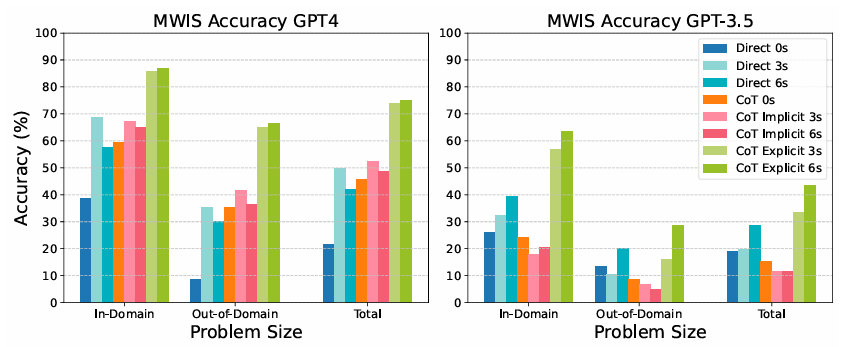 MWIS Accuracy GPT4
Accuracy (%)
100
90
80
70
60
50
40
30
20
10
0
In-Domain
Out-of-Domain
Total
Problem Size
MWIS Accuracy GPT-3.5
100
90
80
70
60
50
40
30
20
10
0
Direct 0s
Direct 3s
Direct 6s
CoT 0s
CoT Implicit 3s
CoT Implicit 6s
CoT Explicit 3s
CoT Explicit 6s
In-Domain
Out-of-Domain
Total
Problem Size